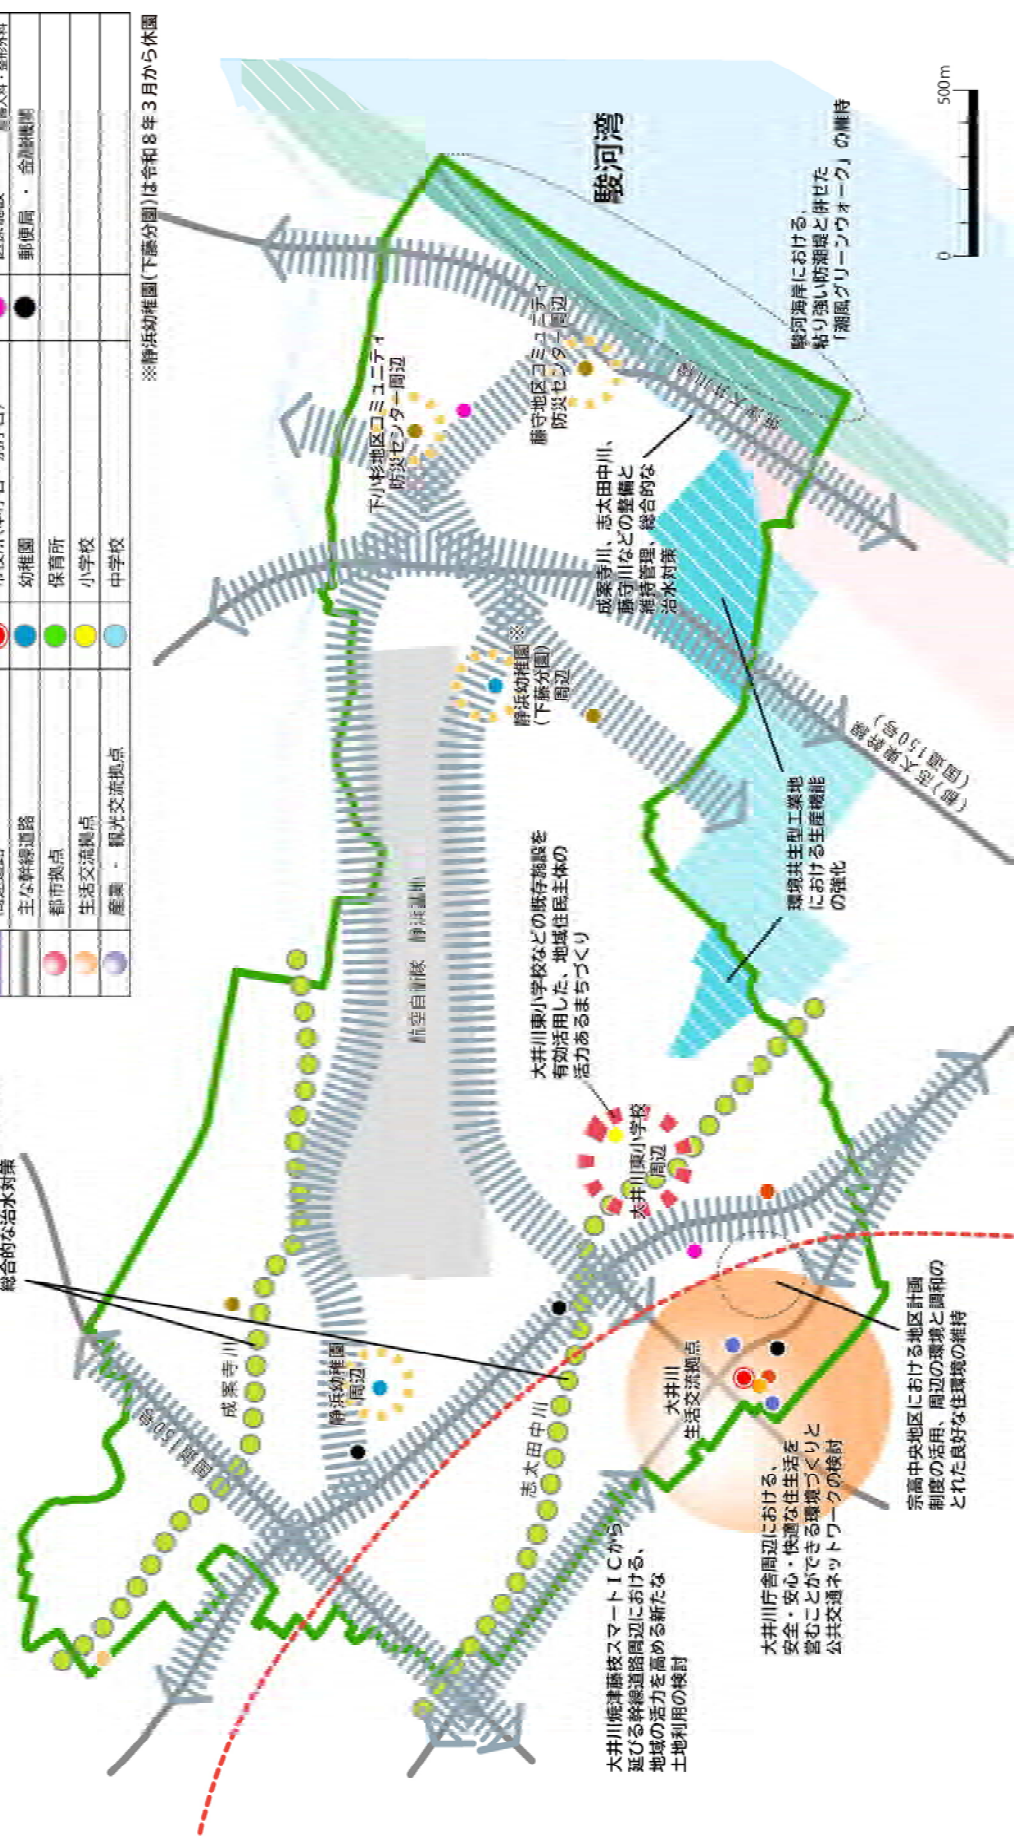 主な幹線道路
都市拠点
生活交流拠点
産業・観光交流拠点
幼稚園
保育所
小学校
中学校
郵便局・金融機関
※静浜幼稚園(下藤分園)は令和8年3月から休園
総合的な治水対策
国道150号
成案寺川
静浜幼稚園
周辺
志太田中川
航空自衛隊 静浜基地
下小杉地区コミュニティ
防災センター周辺
藤守地区コミュニティ
防災センター周辺
静浜幼稚園※
(下藤分園)
周辺
大井川東小学校などの既存施設を
有効活用した、地域住民主体の
活力あるまちづくり
大井川東小学校
周辺
成案寺川、志太田中川、
藤守川などの整備と
維持管理、総合的な
治水対策
駿河湾
駿河海岸における、
粘り強い防潮堤と併せた
「潮風グリーンウォーク」の維持
環境共生型工業地
における生産機能
の強化
(都)志太東幹線
(国道150号)
大井川
生活交流拠点
大井川焼津藤枝スマートICから
延びる幹線道路周辺における、
地域の活力を高める新たな
土地利用の検討
大井川庁舎周辺における、
安全・安心・快適な住生活を
営むことができる環境づくりと
公共交通ネットワークの検討
宗高中央地区における地区計画
制度の活用、周辺の環境と調和の
とれた良好な住環境の維持
0
500m